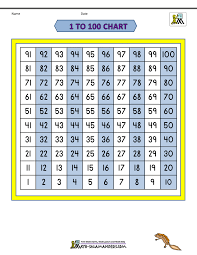 Name Date
1 TO 100 CHART
91 92 93 94 95 96 97 98 99 100
81 82 83 84 85 86 87 88 89 90
71 72 73 74 75 76 77 78 79 80
61 62 63 64 65 66 67 68 69 70
51 52 53 54 55 56 57 58 59 60
41 42 43 44 45 46 47 48 49 50
31 32 33 34 35 36 37 38 39 40
21 22 23 24 25 26 27 28 29 30
11 12 13 14 15 16 17 18 19 20
1 2 3 4 5 6 7 8 9 10